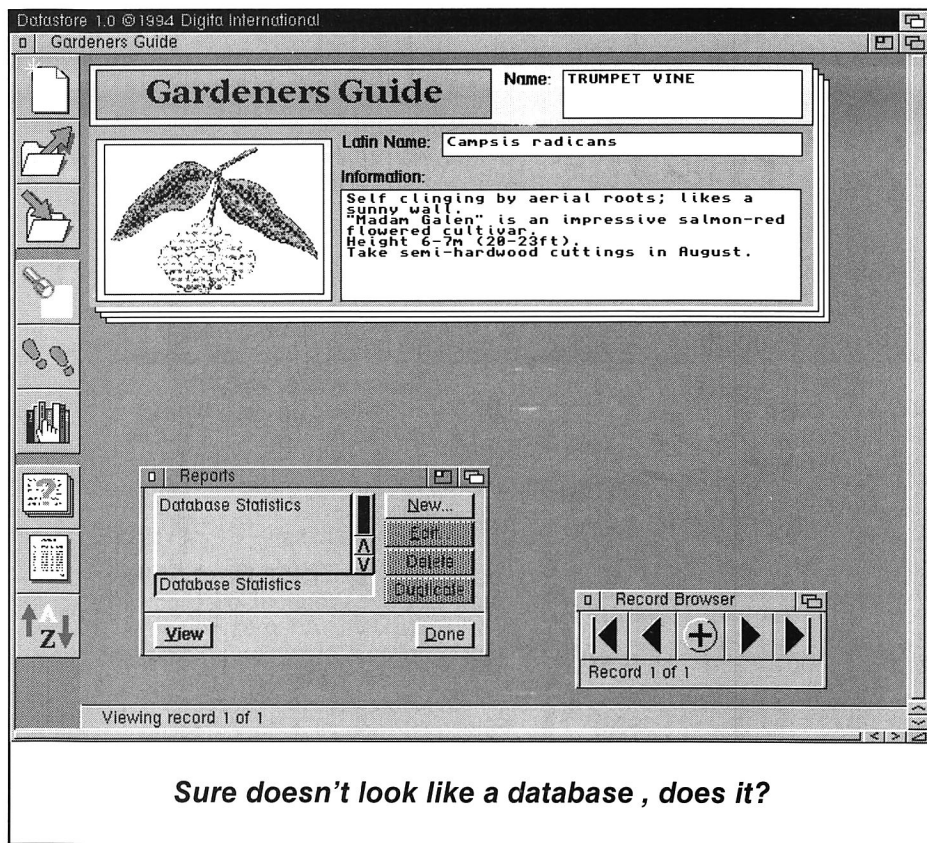 Datastore 1.0 ©1994 Digita International
Gardeners Guide
Gardeners Guide
Name: TRUMPET VINE
Latin Name: Campsis radicans
Information:
Self clinging by aerial roots; likes a
sunny wall.
"Madam Galen" is an impressive salmon-red
flowered cultivar.
Height 6-7m (20-23ft).
Take semi-hardwood cuttings in August.
Reports
Database Statistics
New...
Edit...
Delete
Duplicate
Database Statistics
View
Done
Record Browser
Record 1 of 1
A
Z
Viewing record 1 of 1
Sure doesn't look like a database , does it?